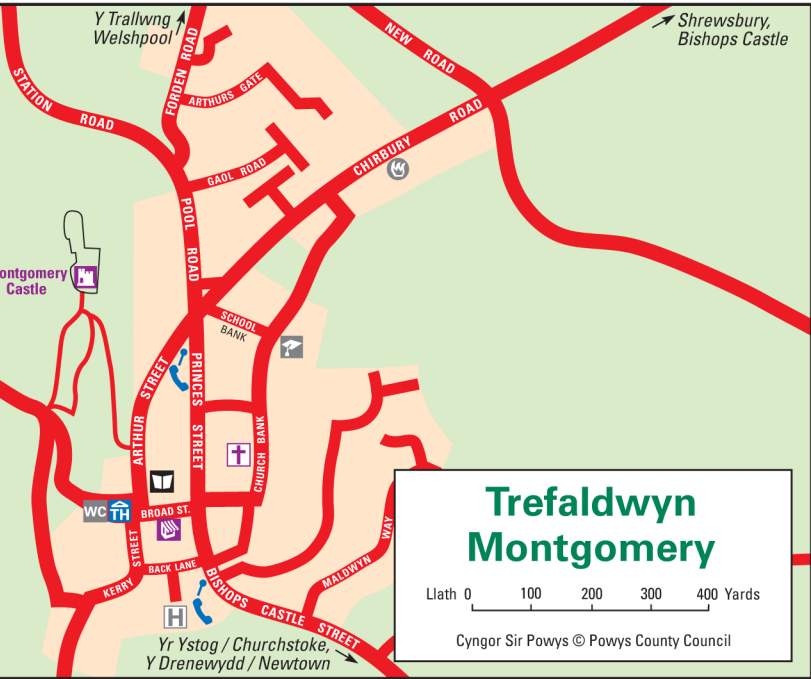 Y Trallwng
Welshpool
Shrewsbury,
Bishops Castle
NEW ROAD
STATION ROAD
FORDEN ROAD
ARTHURS GATE
CHIRBURY ROAD
GAOL ROAD
POOL ROAD
ontgomery
Castle
SCHOOL
BANK
ARTHUR STREET
PRINCES STREET
CHURCH BANK
WC
TH
BROAD ST.
KERRY STREET
BACK LANE
H
BISHOPS CASTLE STREET
MALDWYN WAY
Yr Ystog / Churchstoke,
Y Drenewydd / Newtown
Trefaldwyn
Montgomery
Llath 0 100 200 300 400 Yards
Cyngor Sir Powys © Powys County Council